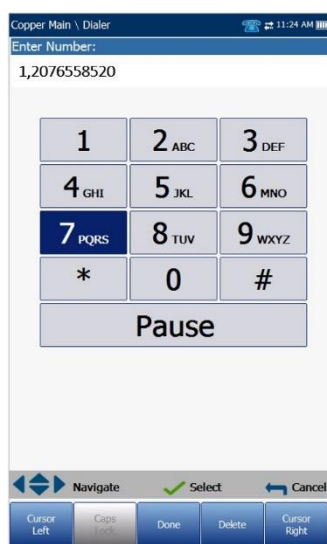 Copper Main \ Dialer 11:24 AM
Enter Number:
1,2076558520
1 2 ABC 3 DEF
4 GHI 5 JKL 6 MNO
7 PQRS 8 TUV 9 WXYZ
* 0 #
Pause
Navigate Select Cancel
Cursor Left Caps Lock Done Delete Cursor Right